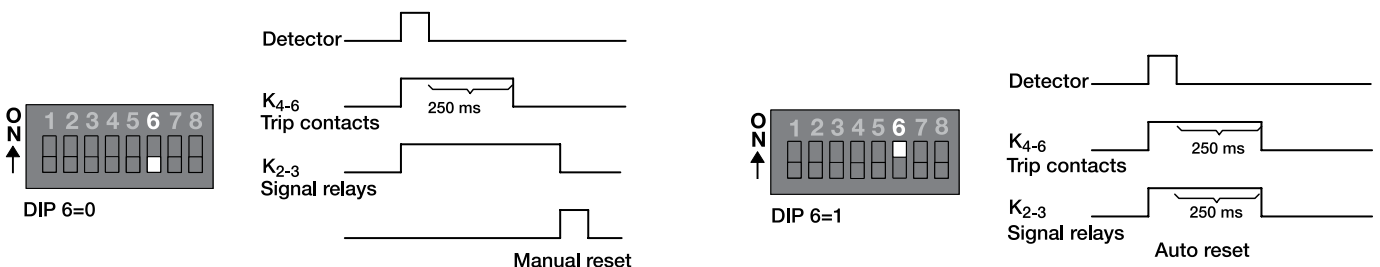 Detector
K4-6
Trip contacts
250 ms
K2-3
Signal relays
Manual reset
ON
1 2 3 4 5 6 7 8
DIP 6=0
Detector
K4-6
Trip contacts
250 ms
K2-3
Signal relays
250 ms
Auto reset
ON
1 2 3 4 5 6 7 8
DIP 6=1